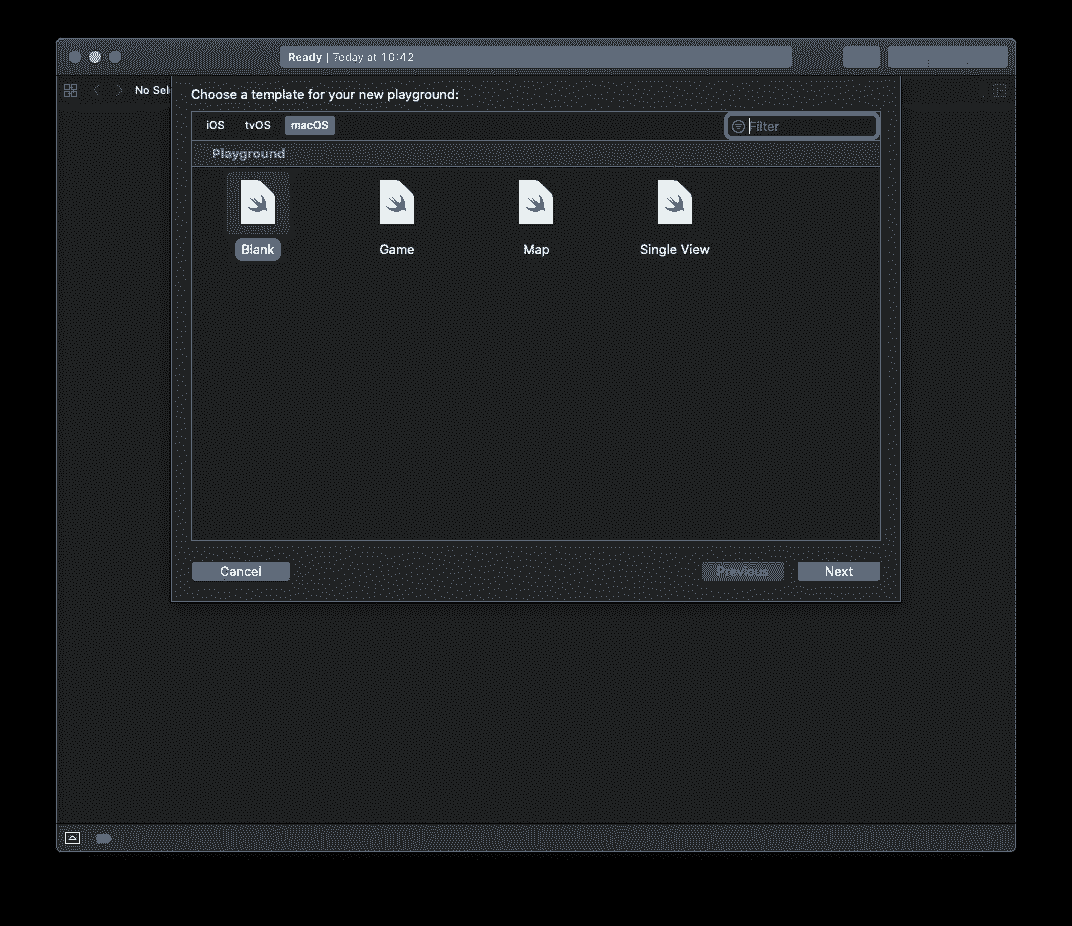 Ready | Today at 10:42
No Sel
Choose a template for your new playground:
iOS tvOS macOS Filter
Playground
Blank Game Map Single View
Cancel Previous Next